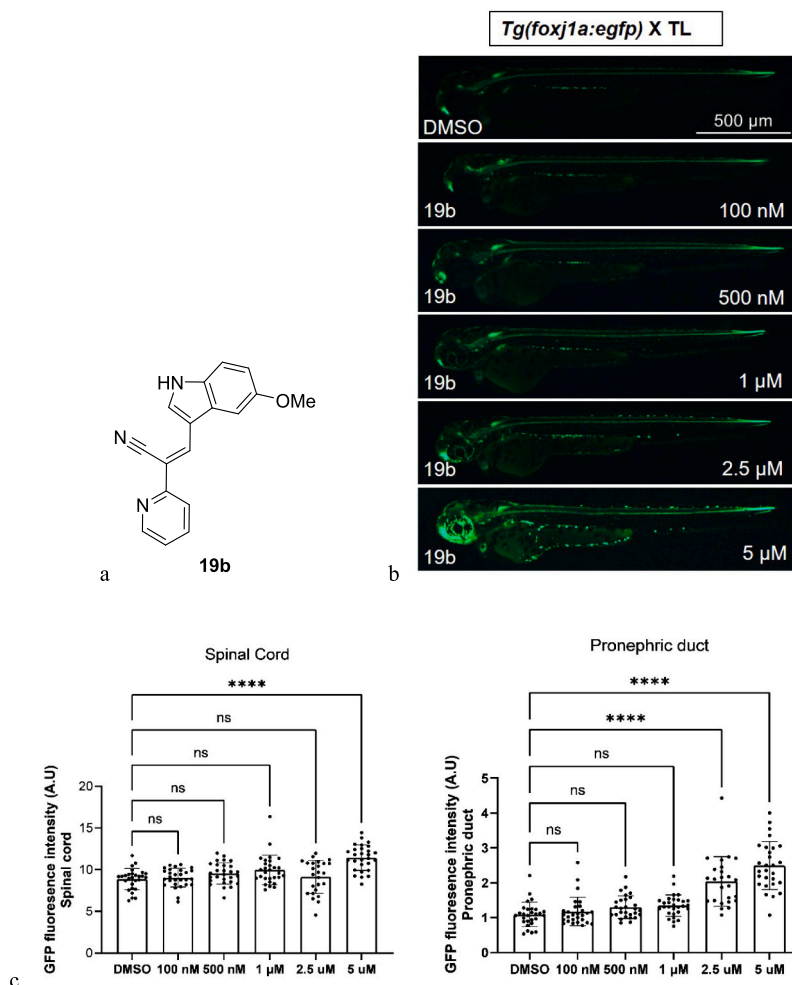 Tg(foxj1a:egfp) X TL
DMSO
500 µm
19b
100 nM
19b
500 nM
19b
1 µM
19b
2.5 µM
19b
5 µM
HN
OMe
N
N
19b
a
b
Spinal Cord
****
ns
ns
ns
ns
GFP fluoresence intensity (A.U)
Spinal cord
20
15
10
5
0
DMSO 100 nM 500 nM 1 µM 2.5 uM 5 uM
Pronephric duct
****
****
ns
ns
ns
GFP fluoresence intensity (A.U)
Pronephric duct
5
4
3
2
1
0
DMSO 100 nM 500 nM 1 µM 2.5 uM 5 uM
c